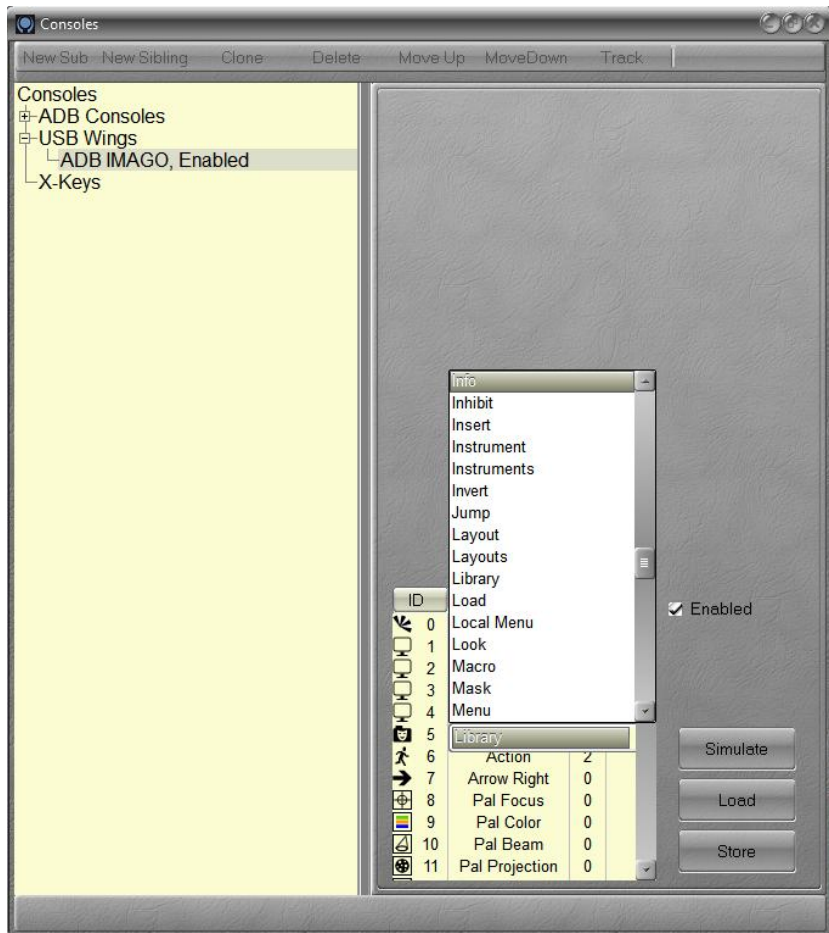 Consoles
New Sub New Sibling Clone Delete Move Up MoveDown Track
Consoles
ADB Consoles
USB Wings
ADB IMAGO, Enabled
X-Keys
Info
Inhibit
Insert
Instrument
Instruments
Invert
Jump
Layout
Layouts
Library
Load
Local Menu
Look
Macro
Mask
Menu
ID
0
1
2
3
4
5 Library
6 Action 2
7 Arrow Right 0
8 Pal Focus 0
9 Pal Color 0
10 Pal Beam 0
11 Pal Projection 0
Enabled
Simulate
Load
Store